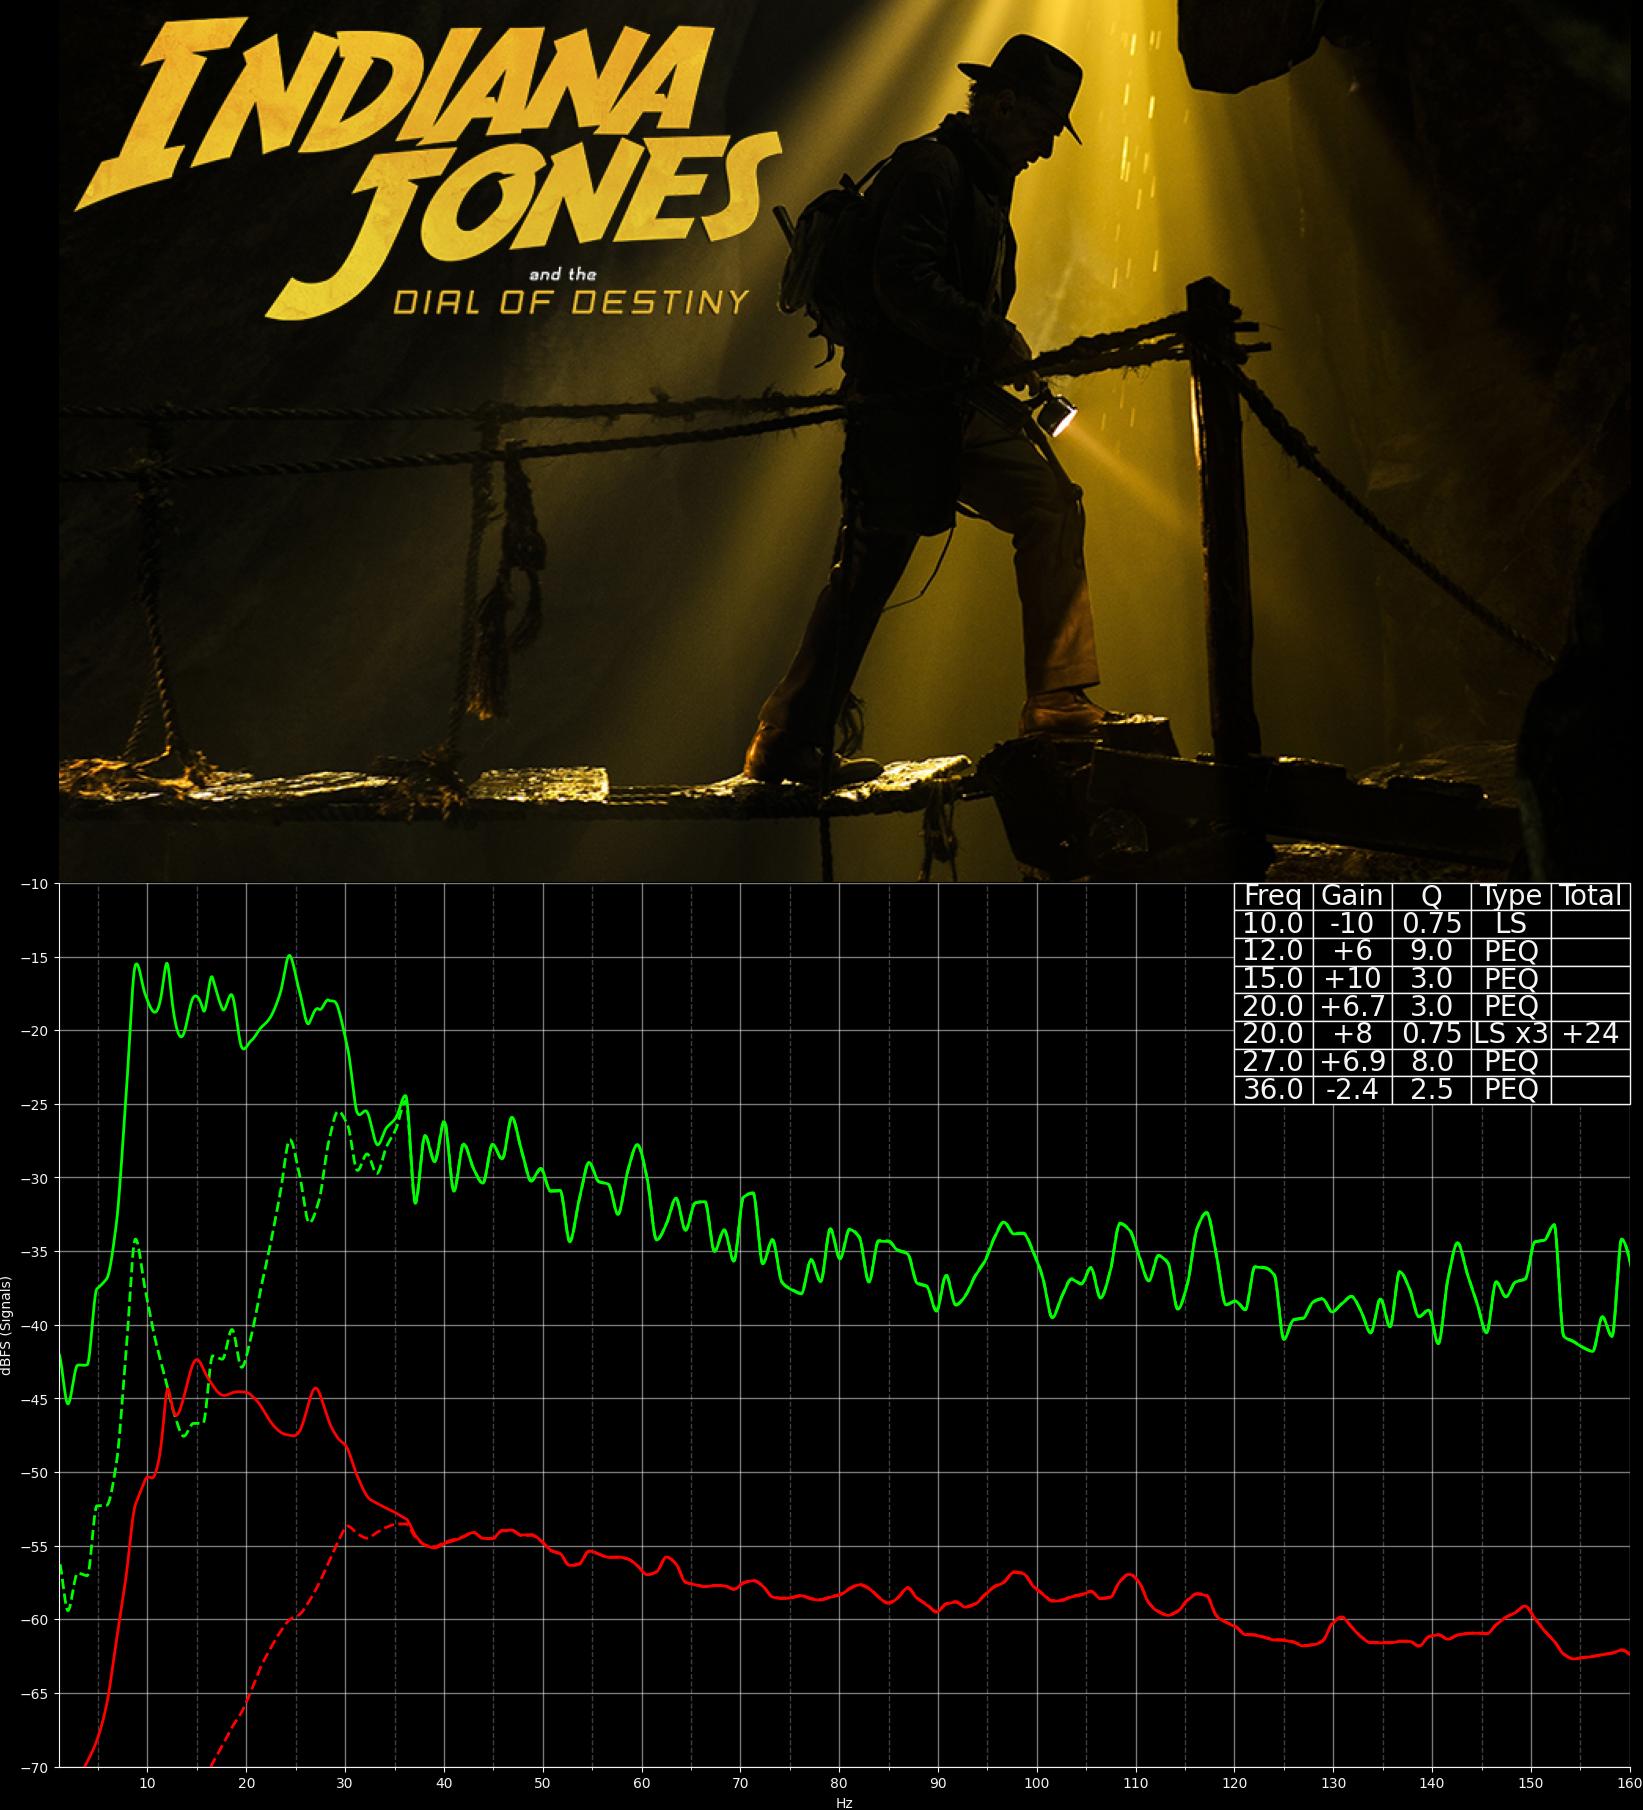 INDIANA
JONES
and the
DIAL OF DESTINY
Freq Gain Q Type Total
10.0 -10 0.75 LS
12.0 +6 9.0 PEQ
15.0 +10 3.0 PEQ
20.0 +6.7 3.0 PEQ
20.0 +8 0.75 LS x3 +24
27.0 +6.9 8.0 PEQ
36.0 -2.4 2.5 PEQ
−10
−15
−20
−25
−30
−35
−40
−45
−50
−55
−60
−65
−70
dBFS (Signals)
10 20 30 40 50 60 70 80 90 100 110 120 130 140 150 160
Hz